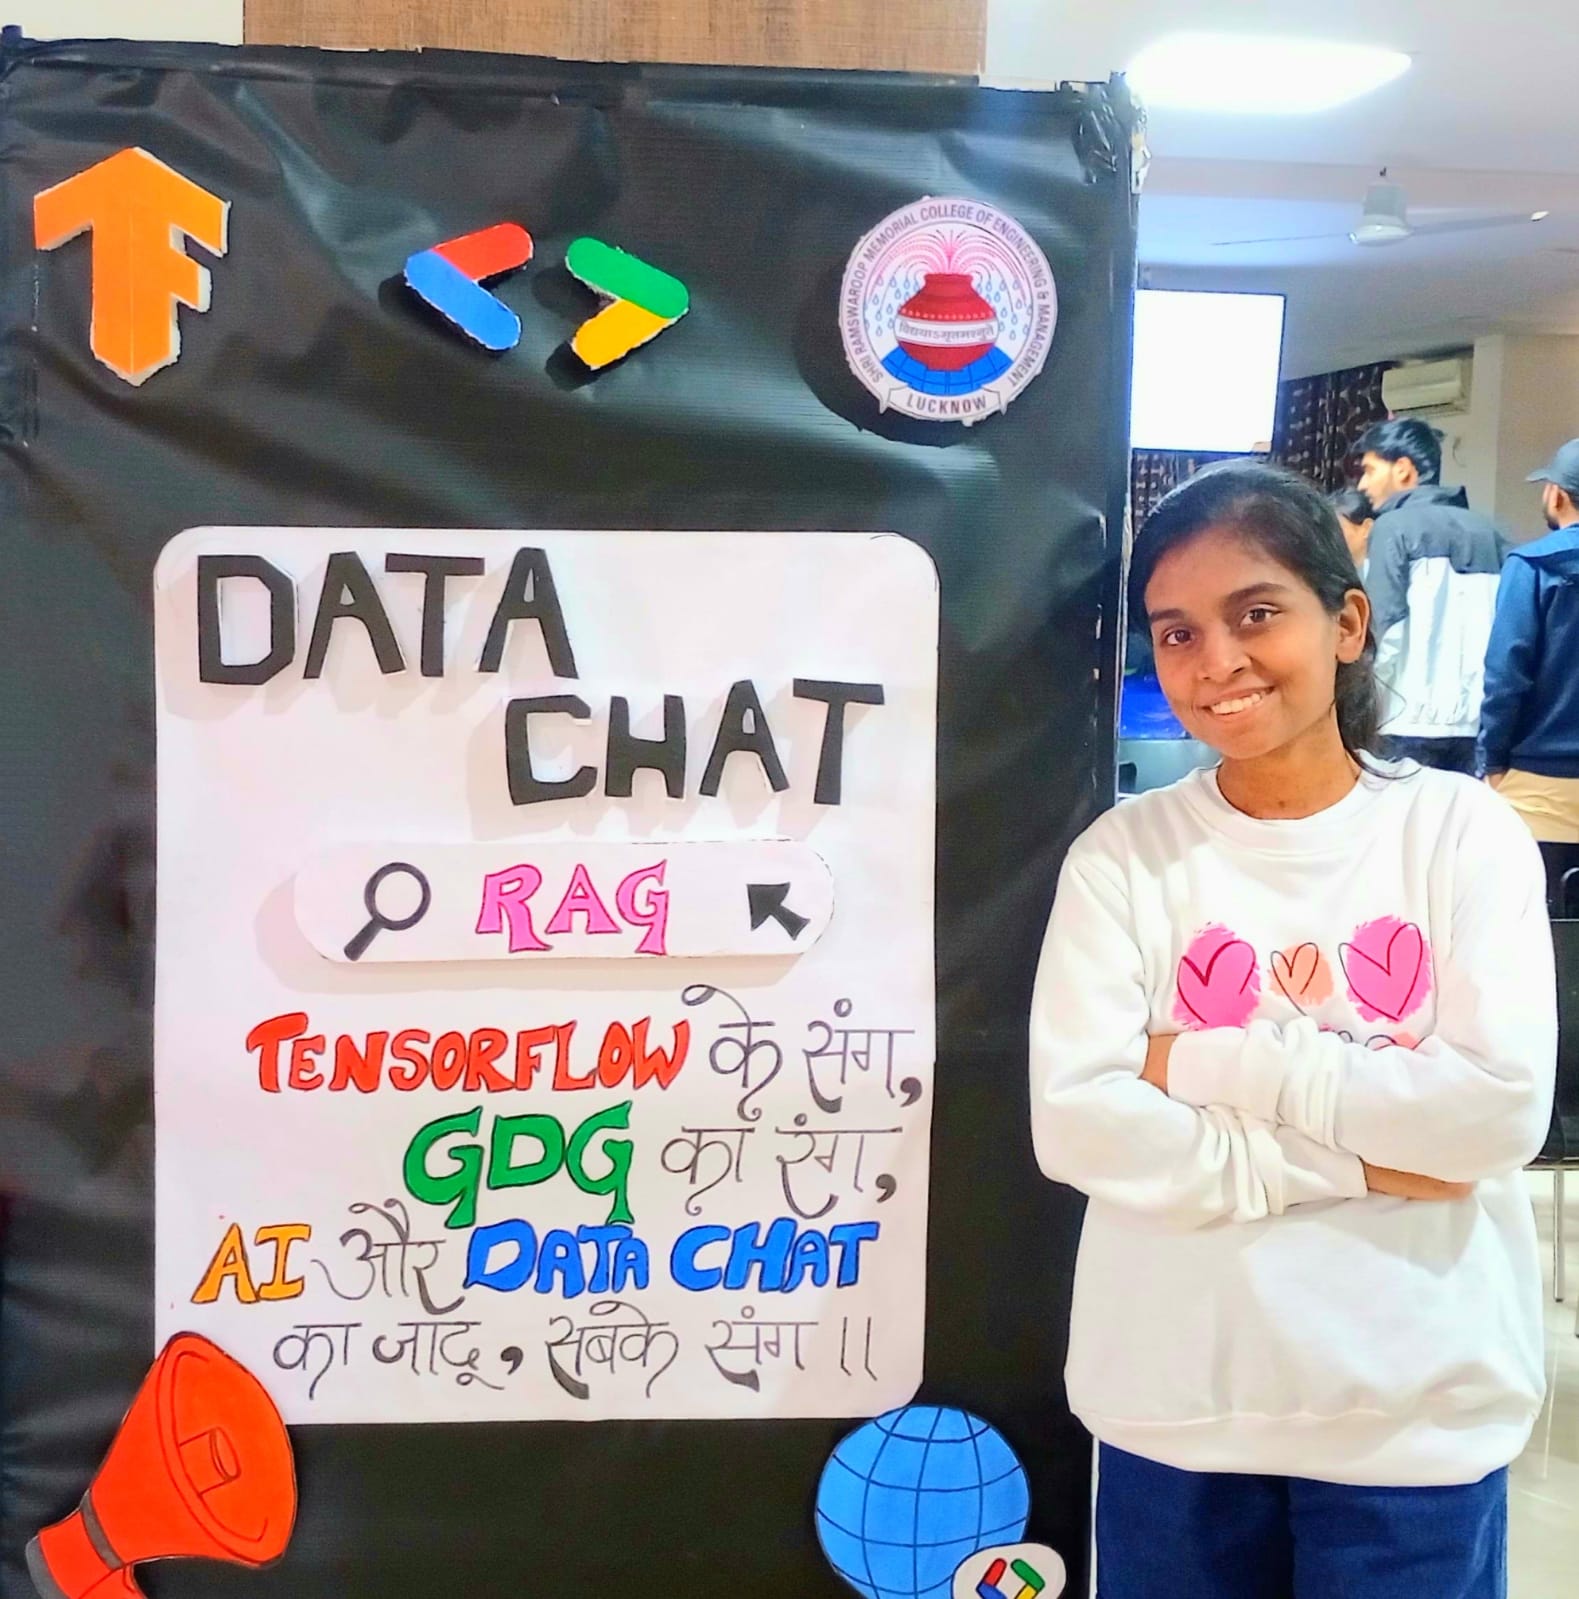 SHRI RAMSWAROOP MEMORIAL COLLEGE OF ENGINEERING & MANAGEMENT
विद्ययाऽमृतमश्नुते
LUCKNOW
DATA
CHAT
RAG
TENSORFLOW के संग,
GDG का रंग,
AI और DATA CHAT
का जादू, सबके संग ||